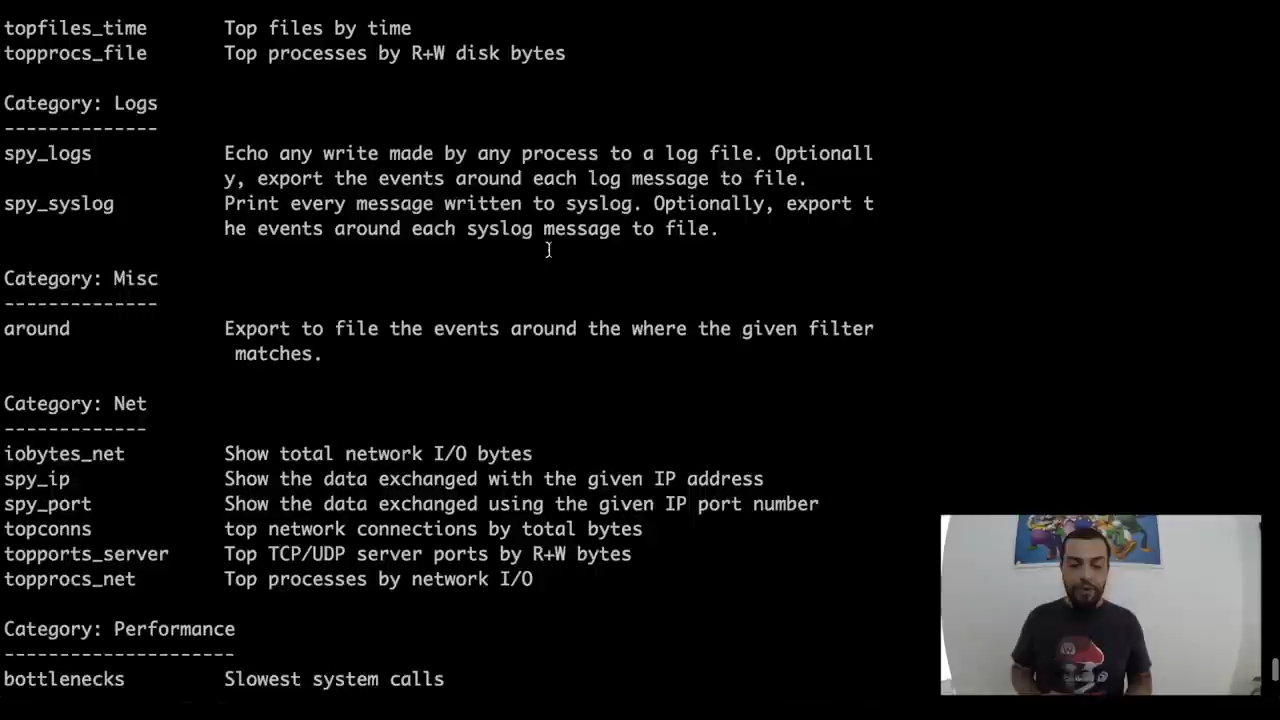 topfiles_time Top files by time
topprocs_file Top processes by R+W disk bytes
Category: Logs
--------------
spy_logs Echo any write made by any process to a log file. Optionall
y, export the events around each log message to file.
spy_syslog Print every message written to syslog. Optionally, export t
he events around each syslog message to file.
Category: Misc
--------------
around Export to file the events around the where the given filter
matches.
Category: Net
-------------
iobytes_net Show total network I/O bytes
spy_ip Show the data exchanged with the given IP address
spy_port Show the data exchanged using the given IP port number
topconns top network connections by total bytes
topports_server Top TCP/UDP server ports by R+W bytes
topprocs_net Top processes by network I/O
Category: Performance
---------------------
bottlenecks Slowest system calls